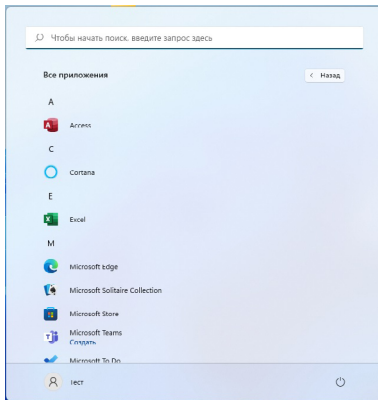 Чтобы начать поиск, введите запрос здесь
Все приложения
Назад
A
Access
C
Cortana
E
Excel
M
Microsoft Edge
Microsoft Solitaire Collection
Microsoft Store
Microsoft Teams
Создать
Microsoft To Do
Тест